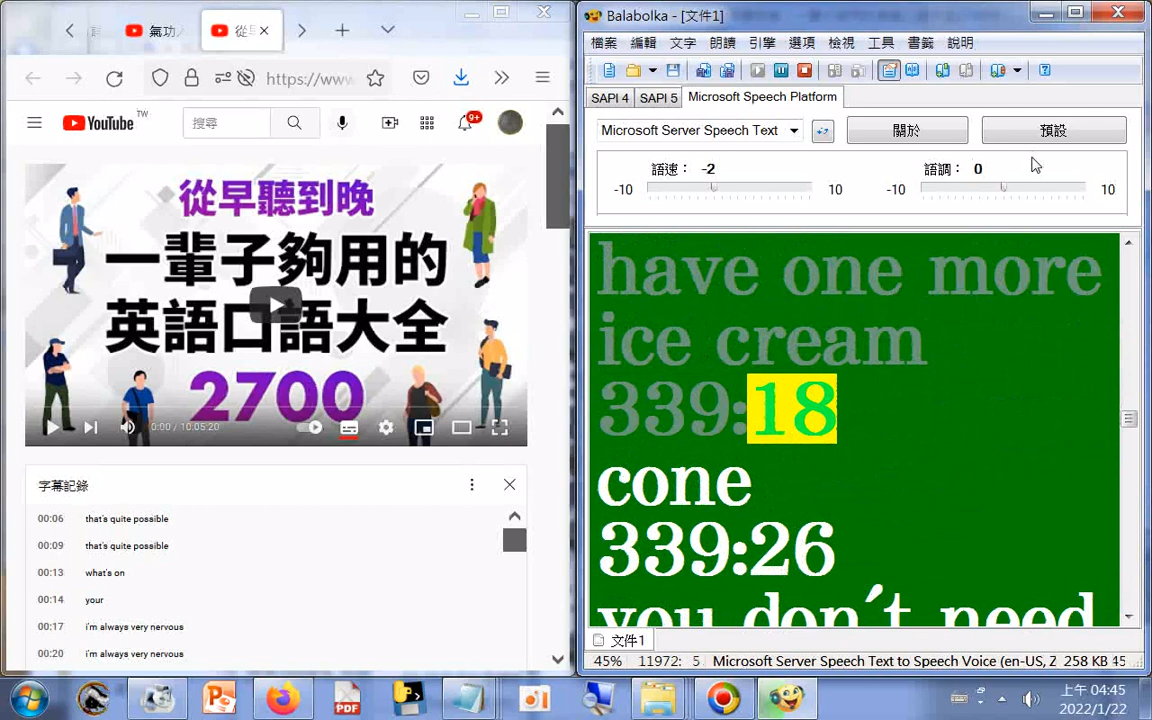 氣功
從
https://www
YouTube TW
搜尋
9+
從早聽到晚
一輩子夠用的
英語口語大全
2700
0:00 / 10:05:20
字幕記錄
00:06 that's quite possible
00:09 that's quite possible
00:13 what's on
00:14 your
00:17 i'm always very nervous
00:20 i'm always very nervous
Balabolka - [文件1]
檔案 編輯 文字 朗讀 引擎 選項 檢視 工具 書籤 說明
SAPI 4 SAPI 5 Microsoft Speech Platform
Microsoft Server Speech Text
關於
預設
語速： -2
-10 10
語調： 0
-10 10
have one more
ice cream
339:18
cone
339:26
you don't need
文件1
45% 11972: 5 Microsoft Server Speech Text to Speech Voice (en-US, Z 258 KB 45
PDF
上午 04:45
2022/1/22